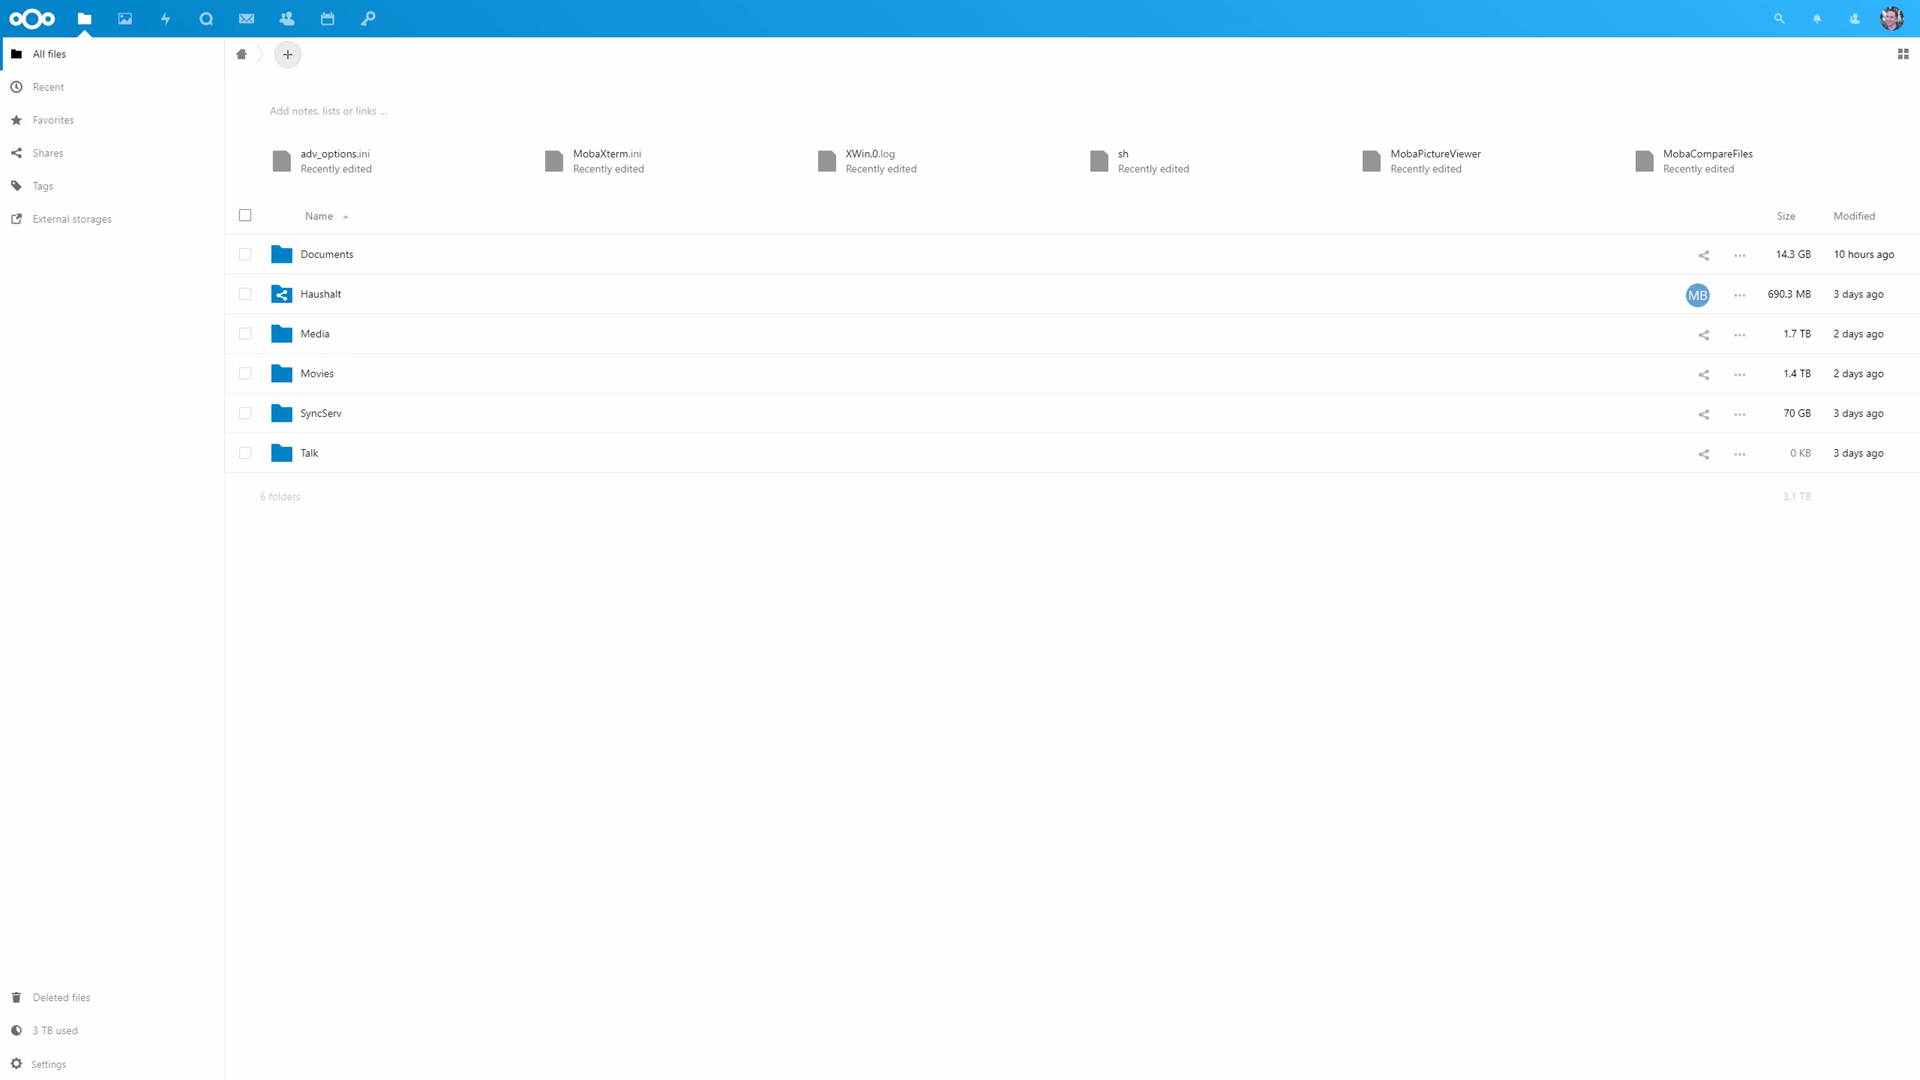 All files
Recent
Favorites
Shares
Tags
External storages
Add notes, lists or links ...
adv_options.ini
Recently edited
MobaXterm.ini
Recently edited
XWin.0.log
Recently edited
sh
Recently edited
MobaPictureViewer
Recently edited
MobaCompareFiles
Recently edited
Name Size Modified
Documents 14.3 GB 10 hours ago
Haushalt MB 690.3 MB 3 days ago
Media 1.7 TB 2 days ago
Movies 1.4 TB 2 days ago
SyncServ 70 GB 3 days ago
Talk 0 KB 3 days ago
6 folders 3.1 TB
Deleted files
3 TB used
Settings